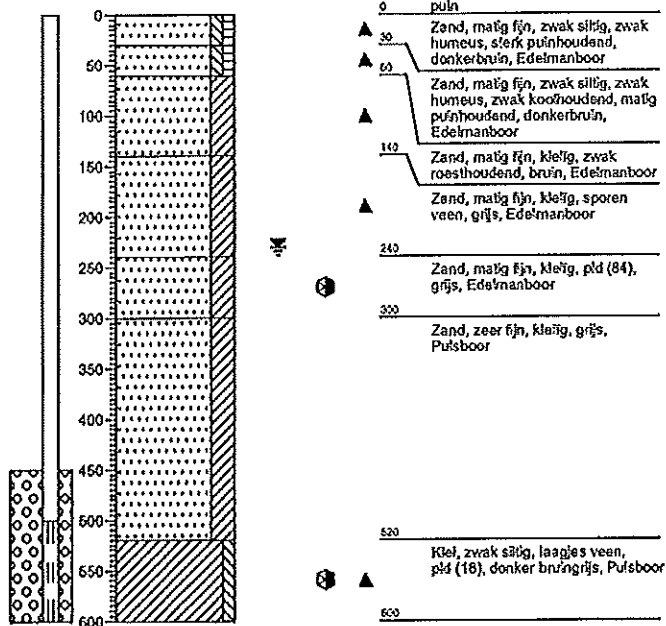 0 puin
Zand, matig fijn, zwak siltig, zwak
humeus, sterk puinhoudend,
donkerbruin, Edelmanboor
30
60
Zand, matig fijn, zwak siltig, zwak
humeus, zwak koolhoudend, matig
puinhoudend, donkerbruin,
Edelmanboor
140
Zand, matig fijn, kleiig, zwak
roesthoudend, bruin, Edelmanboor
Zand, matig fijn, kleiig, sporen
veen, grijs, Edelmanboor
240
Zand, matig fijn, kleiig, pid (84),
grijs, Edelmanboor
300
Zand, zeer fijn, kleiig, grijs,
Pulsboor
520
Klei, zwak siltig, laagjes veen,
pid (18), donker bruingrijs, Pulsboor
600
0
50
100
150
200
250
300
350
400
450
500
550
600